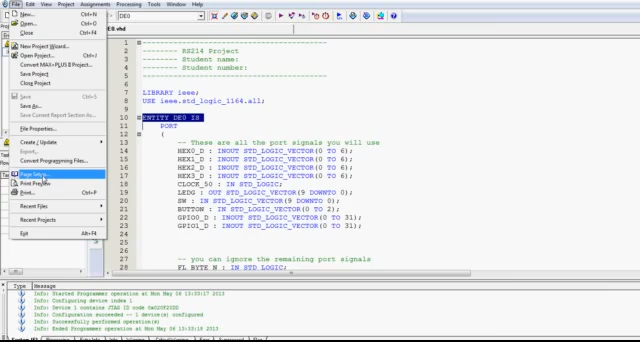 File Edit View Project Assignments Processing Tools Window Help
New... Ctrl+N
Open... Ctrl+O
Close Ctrl+F4
New Project Wizard...
Open Project... Ctrl+J
Convert MAX+PLUS II Project...
Save Project
Close Project
Save Ctrl+S
Save As...
Save Current Report Section As...
File Properties...
Create / Update
Export...
Convert Programming Files...
Page Setup...
Print Preview
Print... Ctrl+P
Recent Files
Recent Projects
Exit Alt+F4
DE0
DE0.vhd
1 ------------------------------------
2 -------- RS214 Project
3 -------- Student name:
4 -------- Student number:
5 ------------------------------------
6
7 LIBRARY ieee;
8 USE ieee.std_logic_1164.all;
9
10 ENTITY DE0 IS
11 PORT
12 (
13 -- These are all the port signals you will use
14 HEX0_D : INOUT STD_LOGIC_VECTOR(0 TO 6);
15 HEX1_D : INOUT STD_LOGIC_VECTOR(0 TO 6);
16 HEX2_D : INOUT STD_LOGIC_VECTOR(0 TO 6);
17 HEX3_D : INOUT STD_LOGIC_VECTOR(0 TO 6);
18 CLOCK_50 : IN STD_LOGIC;
19 LEDG : OUT STD_LOGIC_VECTOR(9 DOWNTO 0);
20 SW : IN STD_LOGIC_VECTOR(9 DOWNTO 0);
21 BUTTON : IN STD_LOGIC_VECTOR(0 TO 2);
22 GPIO0_D : INOUT STD_LOGIC_VECTOR(0 TO 31);
23 GPIO1_D : INOUT STD_LOGIC_VECTOR(0 TO 31);
24
25
26
27 -- you can ignore the remaining port signals
28 FL_BYTE_N : IN STD_LOGIC;
Type Message
Info: Started Programmer operation at Mon May 06 13:33:17 2013
Info: Configuring device index 1
Info: Device 1 contains JTAG ID code 0x020F20DD
Info: Configuration succeeded -- 1 device(s) configured
Info: Successfully performed operation(s)
Info: Ended Programmer operation at Mon May 06 13:33:18 2013